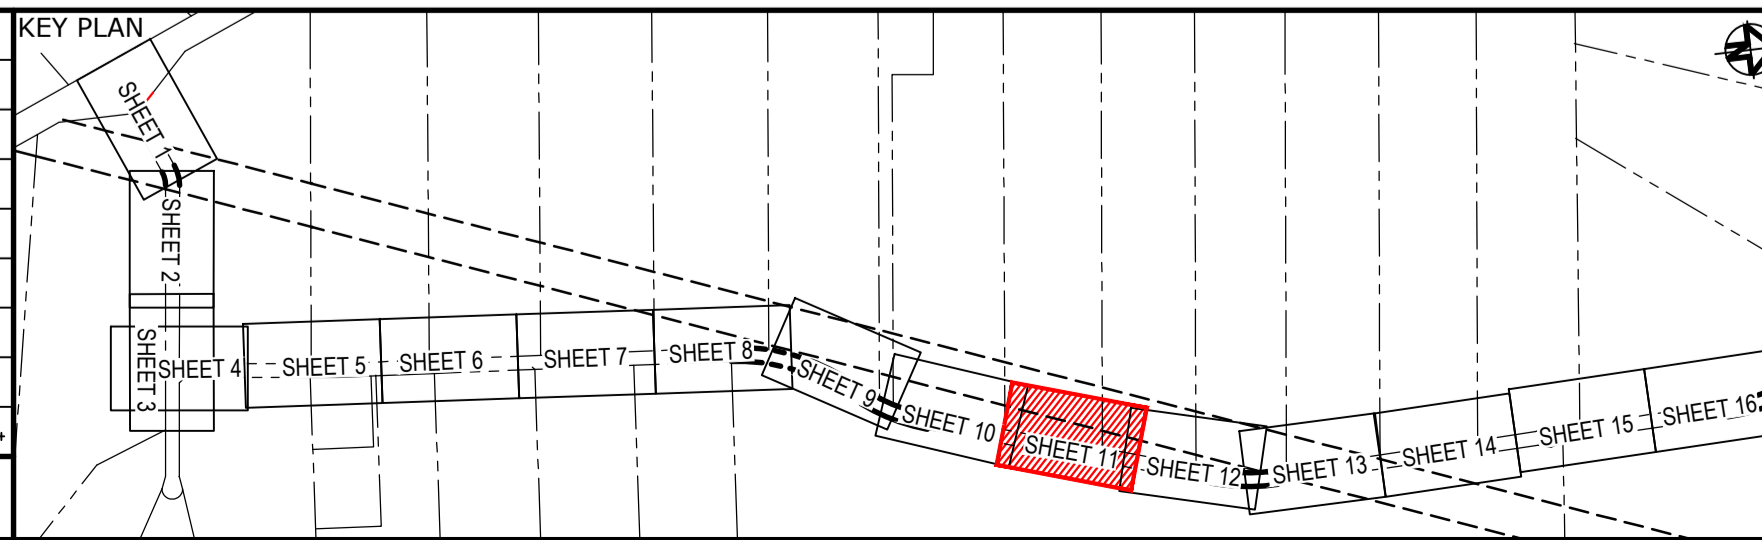 KEY PLAN
SHEET 1
SHEET 2
SHEET 3
SHEET 4
SHEET 5
SHEET 6
SHEET 7
SHEET 8
SHEET 9
SHEET 10
SHEET 11
SHEET 12
SHEET 13
SHEET 14
SHEET 15
SHEET 16
N